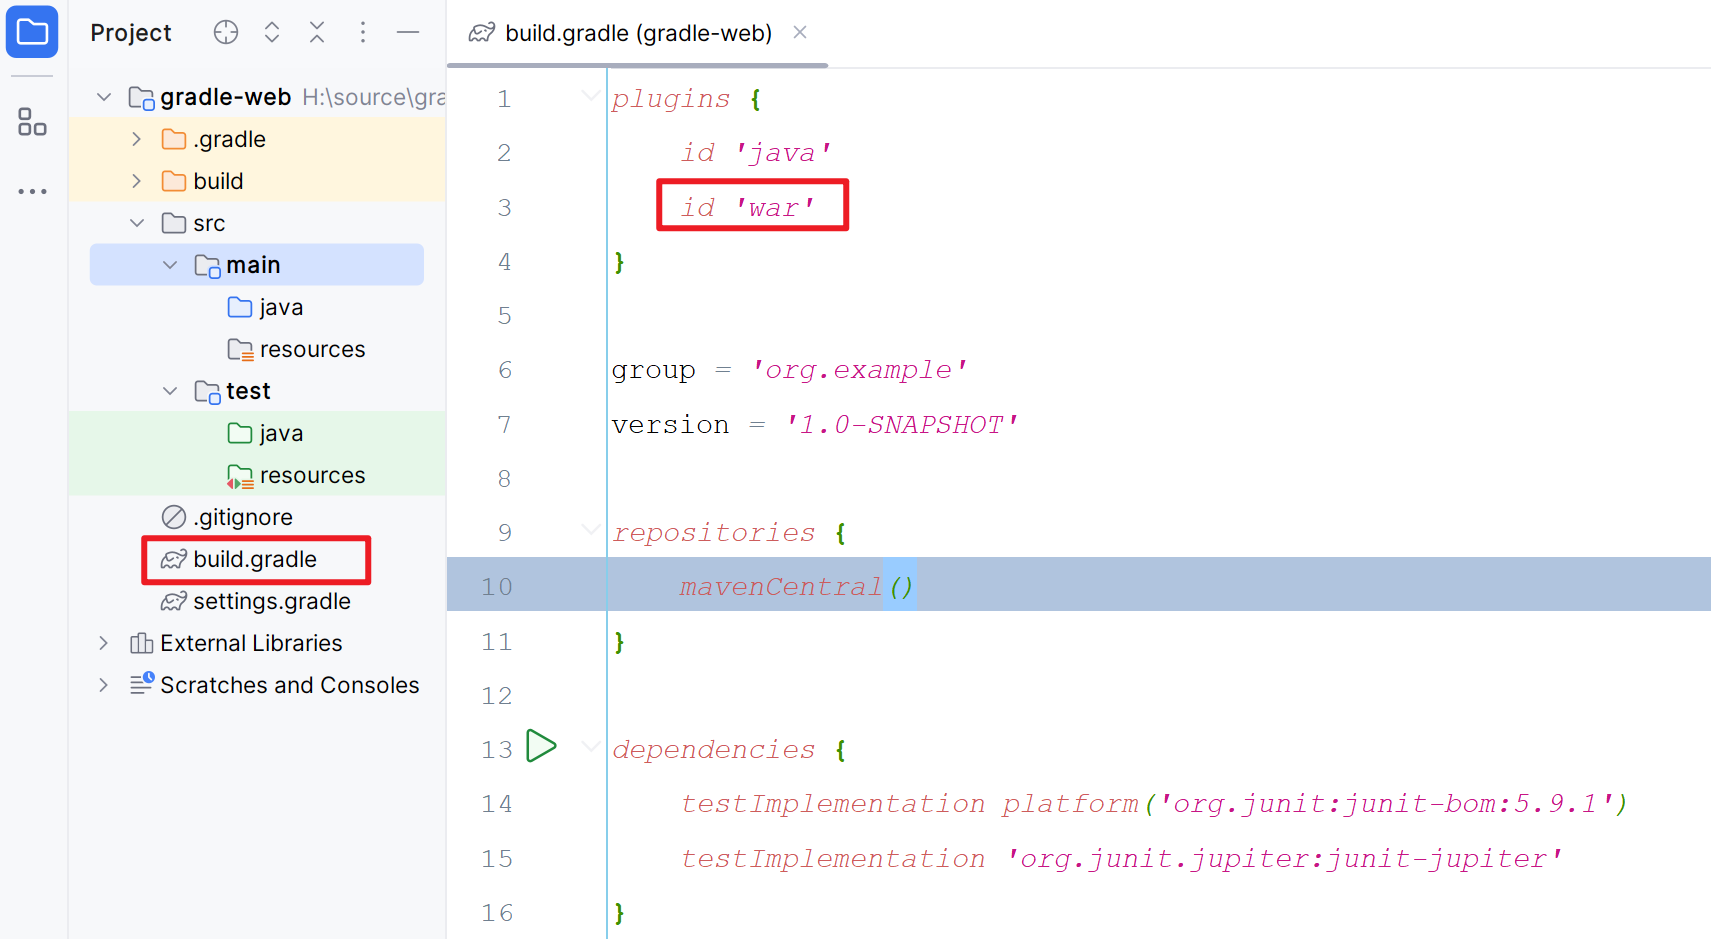 Project
build.gradle (gradle-web)
gradle-web H:\source\gra
.gradle
build
src
main
java
resources
test
java
resources
.gitignore
build.gradle
settings.gradle
External Libraries
Scratches and Consoles
1 plugins {
2 id 'java'
3 id 'war'
4 }
5
6 group = 'org.example'
7 version = '1.0-SNAPSHOT'
8
9 repositories {
10 mavenCentral()
11 }
12
13 dependencies {
14 testImplementation platform('org.junit:junit-bom:5.9.1')
15 testImplementation 'org.junit.jupiter:junit-jupiter'
16 }